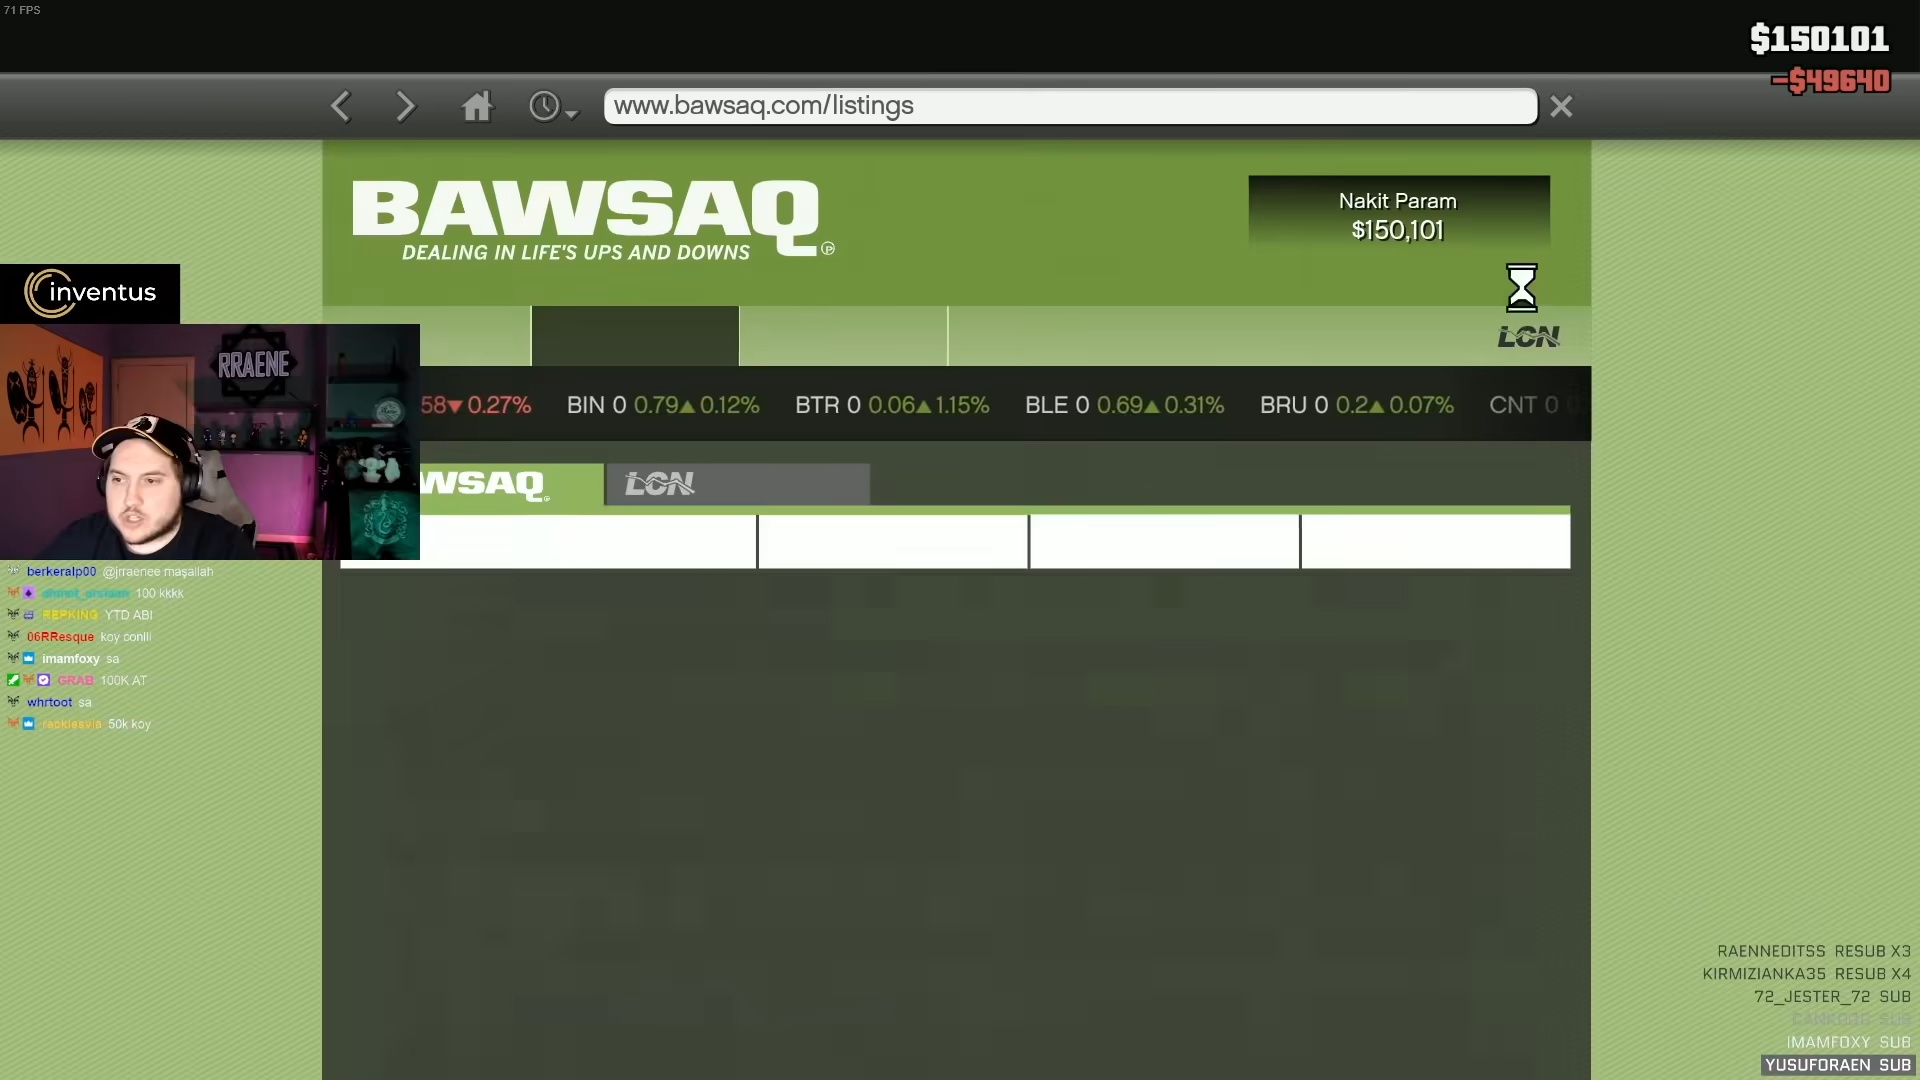 71 FPS
$150101
-$49640
www.bawsaq.com/listings
BAWSAQ
DEALING IN LIFE'S UPS AND DOWNS
Nakit Param
$150,101
inventus
LCN
RRAENE
58▼0.27% BIN 0 0.79▲0.12% BTR 0 0.06▲1.15% BLE 0 0.69▲0.31% BRU 0 0.2▲0.07% CNT 0
WSAQ
LCN
berkeralp00 @jrraenee maşallah
ahmet_arslaan 100 kkkk
REPKING YTD ABI
06RResque koy conlli
imamfoxy sa
GRAB 100K AT
whrtoot sa
50k koy
RAENNEDITSS RESUB X3
KIRMIZIANKA35 RESUB X4
72_JESTER_72 SUB
SUB
IMAMFOXY SUB
YUSUFORAEN SUB